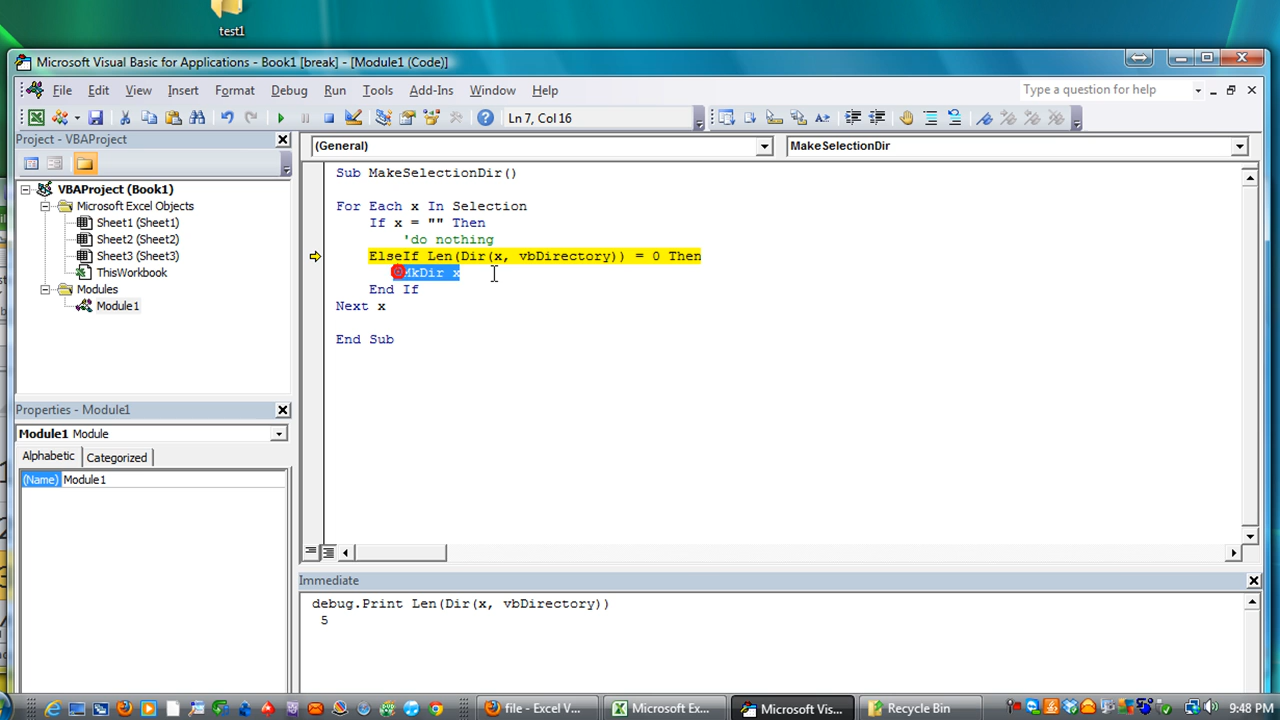 test1
Microsoft Visual Basic for Applications - Book1 [break] - [Module1 (Code)]
File Edit View Insert Format Debug Run Tools Add-Ins Window Help
Type a question for help
Ln 7, Col 16
Project - VBAProject
(General)
MakeSelectionDir
VBAProject (Book1)
Microsoft Excel Objects
Sheet1 (Sheet1)
Sheet2 (Sheet2)
Sheet3 (Sheet3)
ThisWorkbook
Modules
Module1
Sub MakeSelectionDir()
For Each x In Selection
If x = "" Then
'do nothing
ElseIf Len(Dir(x, vbDirectory)) = 0 Then
MkDir x
End If
Next x
End Sub
Properties - Module1
Module1 Module
Alphabetic Categorized
(Name) Module1
Immediate
debug.Print Len(Dir(x, vbDirectory))
5
file - Excel V...
Microsoft Ex...
Microsoft Vis...
Recycle Bin
9:48 PM